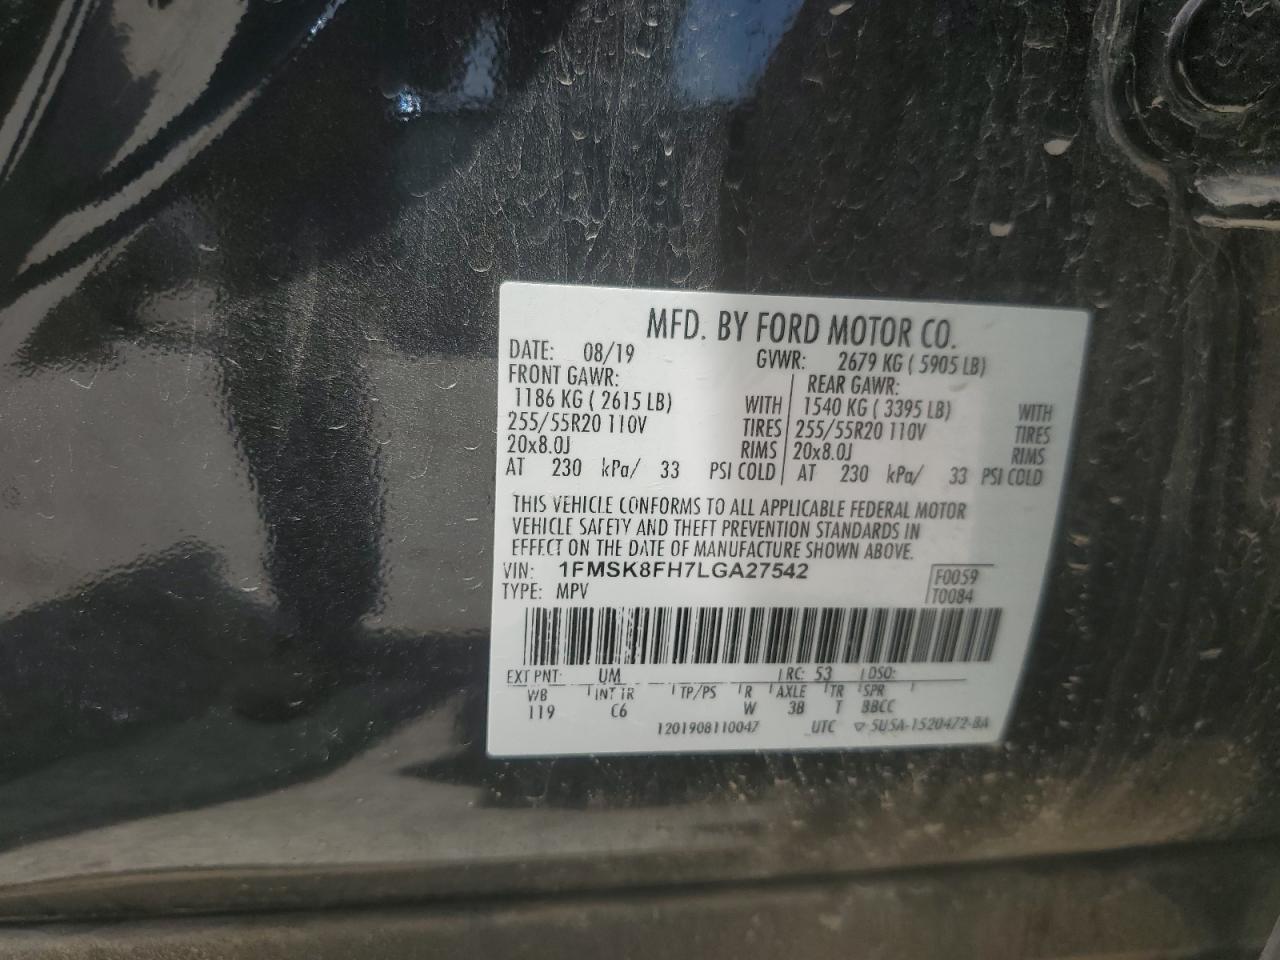 MFD. BY FORD MOTOR CO.
DATE: 08/19 GVWR: 2679 KG ( 5905 LB)
FRONT GAWR: REAR GAWR:
1186 KG ( 2615 LB) WITH 1540 KG ( 3395 LB) WITH
255/55R20 110V TIRES 255/55R20 110V TIRES
20x8.0J RIMS 20x8.0J RIMS
AT 230 kPa/ 33 PSI COLD AT 230 kPa/ 33 PSI COLD
THIS VEHICLE CONFORMS TO ALL APPLICABLE FEDERAL MOTOR
VEHICLE SAFETY AND THEFT PREVENTION STANDARDS IN
EFFECT ON THE DATE OF MANUFACTURE SHOWN ABOVE.
VIN: 1FMSK8FH7LGA27542 F0059
TYPE: MPV T0084
EXT PNT: UM RC: 53 DSO:
WB INT TR TP/PS R AXLE TR SPR
119 C6 W 3B T BBCC
1201908110047 UTC ▽ 5U5A-1520472-BA